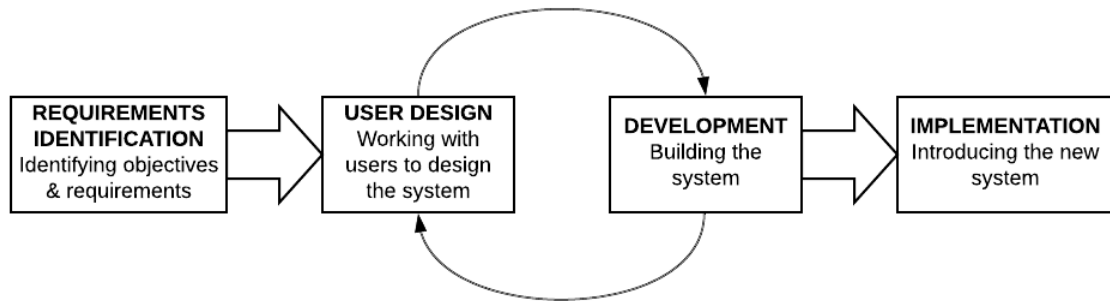 REQUIREMENTS
IDENTIFICATION
Identifying objectives
& requirements
USER DESIGN
Working with
users to design
the system
DEVELOPMENT
Building the
system
IMPLEMENTATION
Introducing the new
system